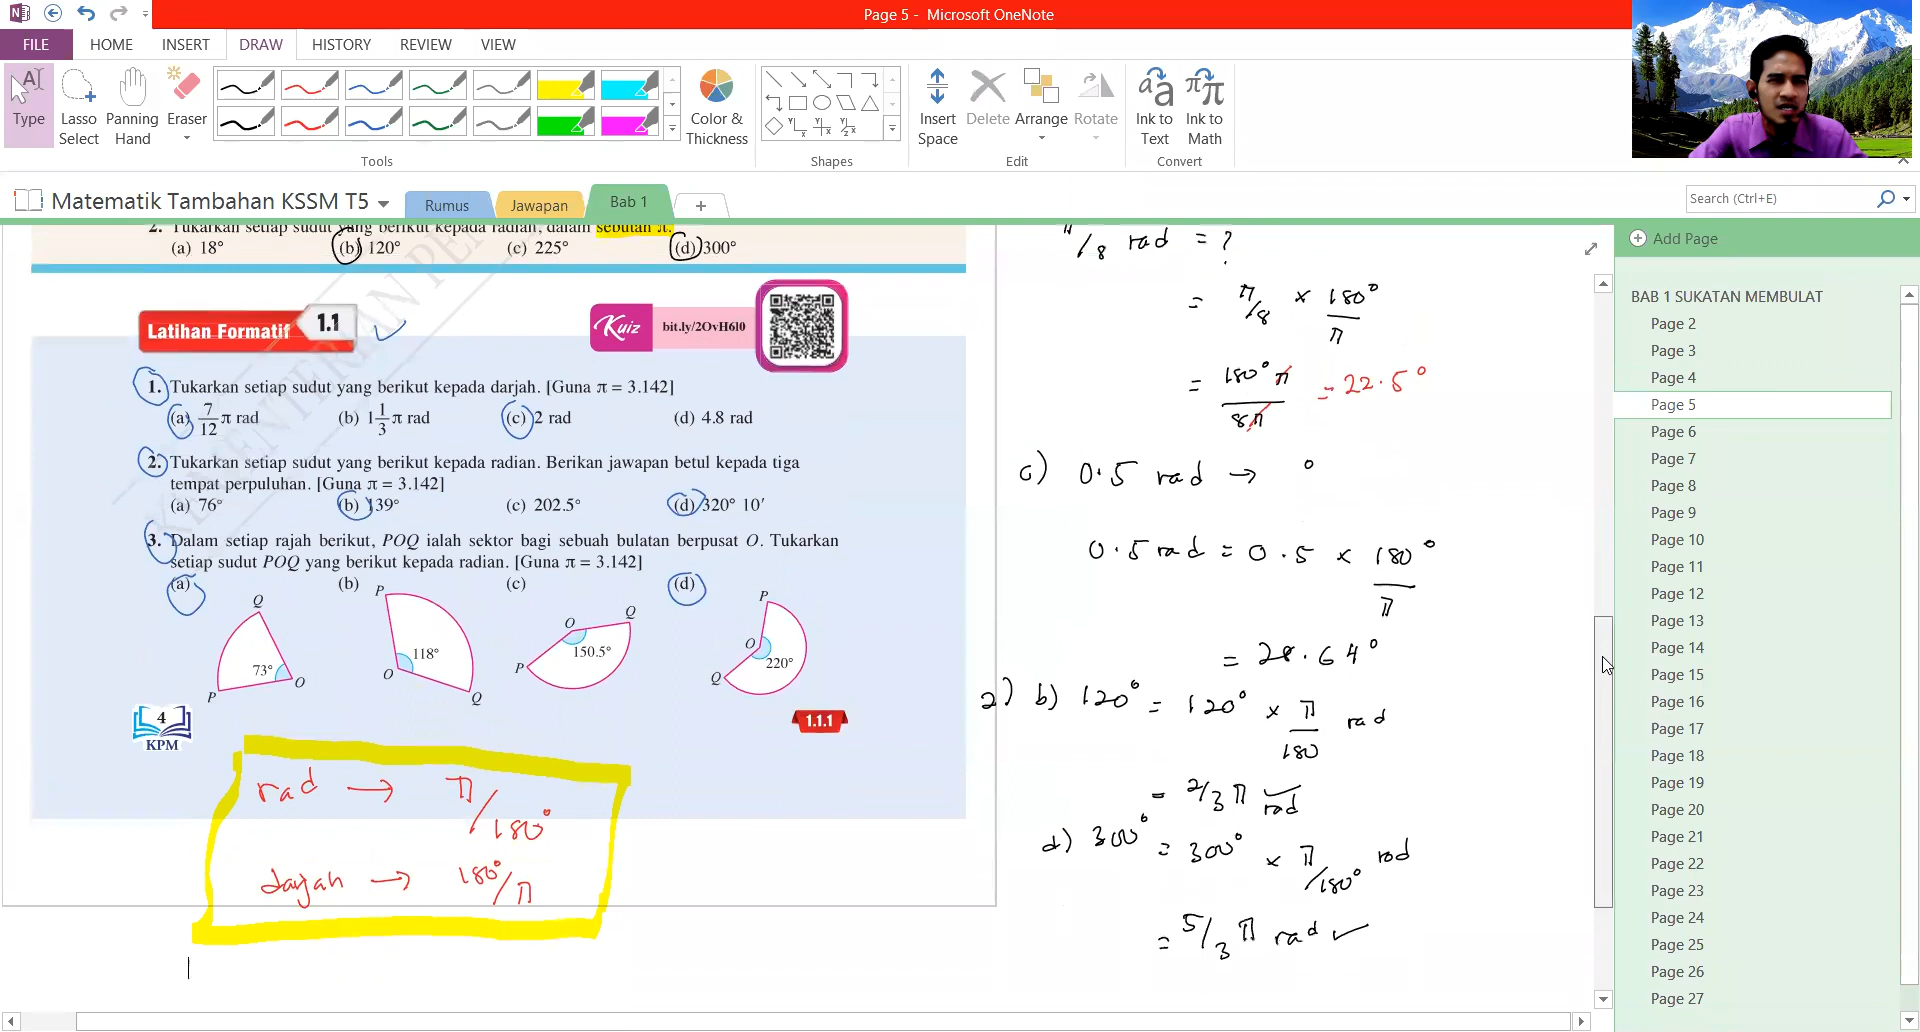 Page 5 - Microsoft OneNote
FILE HOME INSERT DRAW HISTORY REVIEW VIEW
Type
Lasso Select
Panning Hand
Eraser
Color & Thickness
Insert Space
Delete
Arrange
Rotate
Ink to Text
Ink to Math
Tools
Shapes
Edit
Convert
Matematik Tambahan KSSM T5
Rumus
Jawapan
Bab 1
Search (Ctrl+E)
2. Tukarkan setiap sudut yang berikut kepada radian, dalam sebutan π.
(a) 18° (b) 120° (c) 225° (d) 300°
Latihan Formatif 1.1
Kuiz bit.ly/2OvH6l0
1. Tukarkan setiap sudut yang berikut kepada darjah. [Guna π = 3.142]
(a) 7/12 π rad (b) 1 1/3 π rad (c) 2 rad (d) 4.8 rad
2. Tukarkan setiap sudut yang berikut kepada radian. Berikan jawapan betul kepada tiga
tempat perpuluhan. [Guna π = 3.142]
(a) 76° (b) 139° (c) 202.5° (d) 320° 10′
3. Dalam setiap rajah berikut, POQ ialah sektor bagi sebuah bulatan berpusat O. Tukarkan
setiap sudut POQ yang berikut kepada radian. [Guna π = 3.142]
(a) (b) (c) (d)
Q 73° P O
P 118° O Q
O Q 150.5° P
P O 220° Q
4
KPM
1.1.1
rad → π/180°
darjah → 180°/π
π/8 rad = ?
= π/8 × 180°/π
= 180°π/8π = 22.5°
c) 0.5 rad → °
0.5 rad = 0.5 × 180°/π
= 28.64°
2) b) 120° = 120° × π/180 rad
= 2/3 π rad
d) 300° = 300° × π/180° rad
= 5/3 π rad ✓
Add Page
BAB 1 SUKATAN MEMBULAT
Page 2
Page 3
Page 4
Page 5
Page 6
Page 7
Page 8
Page 9
Page 10
Page 11
Page 12
Page 13
Page 14
Page 15
Page 16
Page 17
Page 18
Page 19
Page 20
Page 21
Page 22
Page 23
Page 24
Page 25
Page 26
Page 27